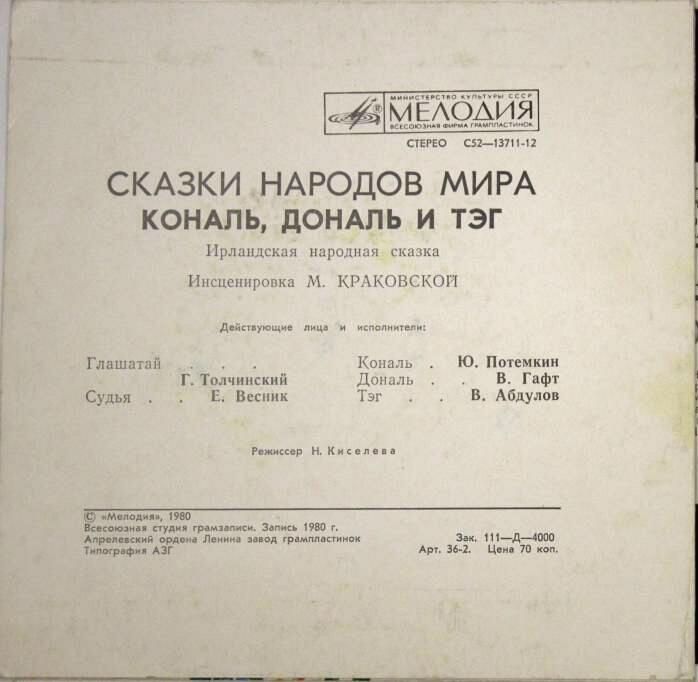 МИНИСТЕРСТВО КУЛЬТУРЫ СССР
МЕЛОДИЯ
ВСЕСОЮЗНАЯ ФИРМА ГРАМПЛАСТИНОК
СТЕРЕО С52—13711-12
СКАЗКИ НАРОДОВ МИРА
КОНАЛЬ, ДОНАЛЬ И ТЭГ
Ирландская народная сказка
Инсценировка М. КРАКОВСКОЙ
Действующие лица и исполнители:
Глашатай . . .
Г. Толчинский
Судья . . Е. Весник
Кональ . Ю. Потемкин
Дональ . . В. Гафт
Тэг . . В. Абдулов
Режиссер Н. Киселева
© «Мелодия», 1980
Всесоюзная студия грамзаписи. Запись 1980 г.
Апрелевский ордена Ленина завод грампластинок
Типография АЗГ
Зак. 111—Д—4000
Арт. 36-2. Цена 70 коп.